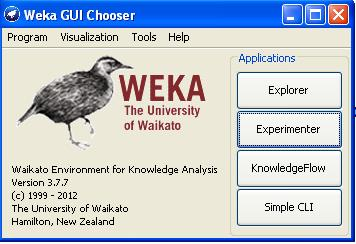 Weka GUI Chooser
Program Visualization Tools Help
WEKA
The University
of Waikato
Waikato Environment for Knowledge Analysis
Version 3.7.7
(c) 1999 - 2012
The University of Waikato
Hamilton, New Zealand
Applications
Explorer
Experimenter
KnowledgeFlow
Simple CLI